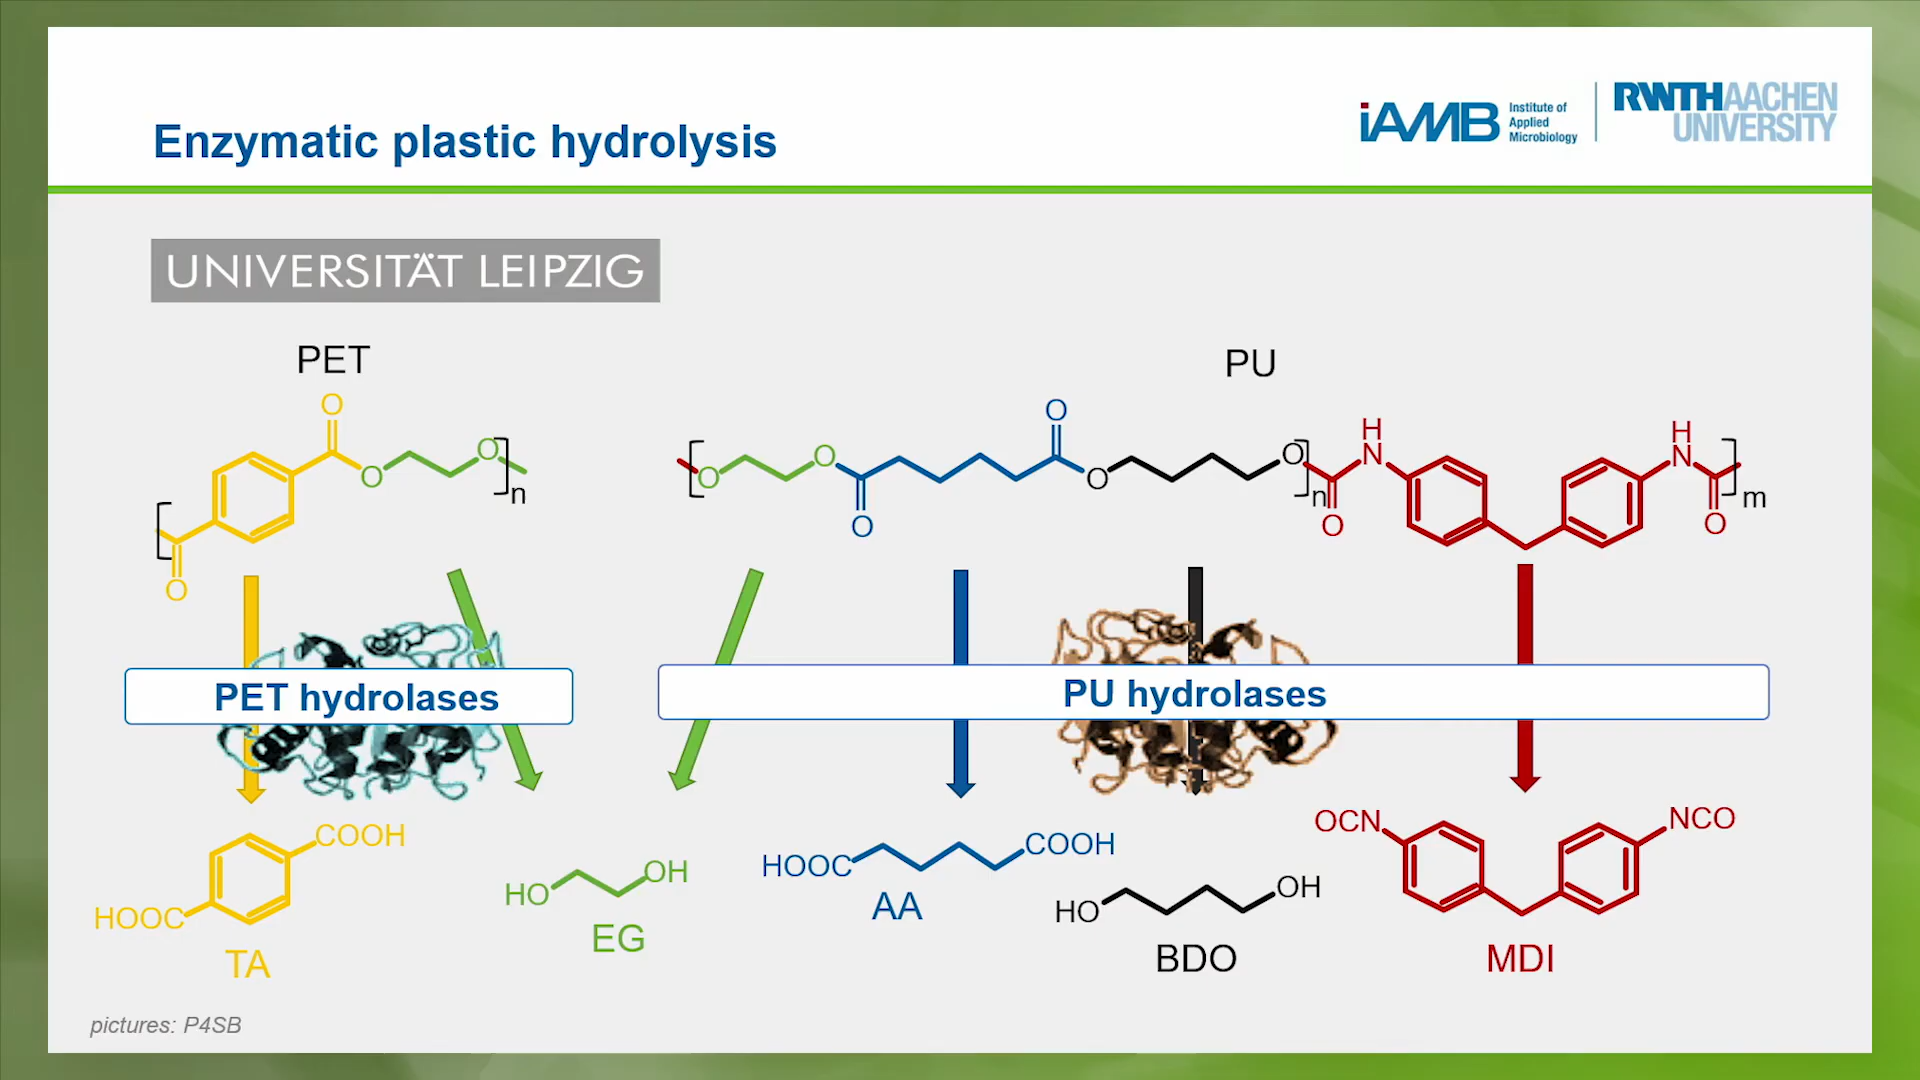 Enzymatic plastic hydrolysis
iAMB
Institute of
Applied
Microbiology
RWTHAACHEN
UNIVERSITY
UNIVERSITÄT LEIPZIG
PET
O
O
O
n
O
PU
O
O
O
O
O
O
n
H
N
O
H
N
O
m
PET hydrolases
PU hydrolases
COOH
HOOC
TA
HO
OH
EG
HOOC
COOH
AA
HO
OH
BDO
OCN
NCO
MDI
pictures: P4SB